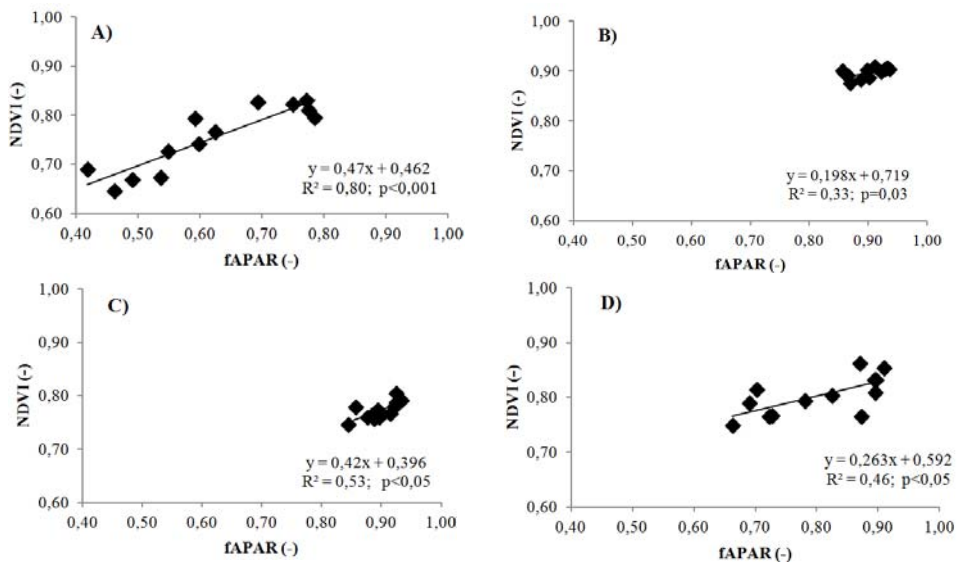 A)
NDVI (-)
1,00
0,90
0,80
0,70
0,60
y = 0,47x + 0,462
R² = 0,80; p<0,001
0,40 0,50 0,60 0,70 0,80 0,90 1,00
fAPAR (-)
B)
NDVI (-)
1,00
0,90
0,80
0,70
0,60
y = 0,198x + 0,719
R² = 0,33; p=0,03
0,40 0,50 0,60 0,70 0,80 0,90 1,00
fAPAR (-)
C)
NDVI (-)
1,00
0,90
0,80
0,70
0,60
y = 0,42x + 0,396
R² = 0,53; p<0,05
0,40 0,50 0,60 0,70 0,80 0,90 1,00
fAPAR (-)
D)
NDVI (-)
1,00
0,90
0,80
0,70
0,60
y = 0,263x + 0,592
R² = 0,46; p<0,05
0,40 0,50 0,60 0,70 0,80 0,90 1,00
fAPAR (-)